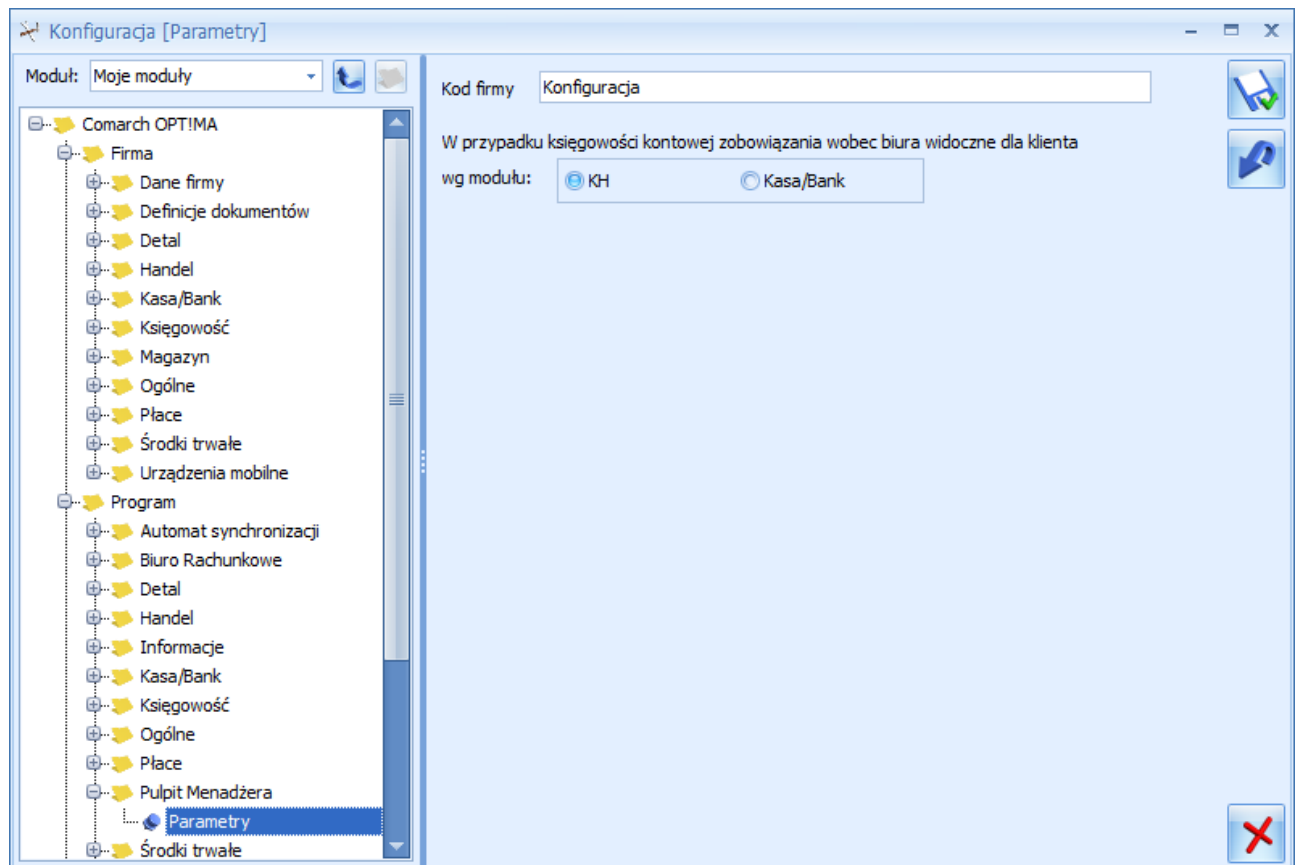 Konfiguracja [Parametry]
Moduł: Moje moduły
Comarch OPT!MA
Firma
Dane firmy
Definicje dokumentów
Detal
Handel
Kasa/Bank
Księgowość
Magazyn
Ogólne
Płace
Środki trwałe
Urządzenia mobilne
Program
Automat synchronizacji
Biuro Rachunkowe
Detal
Handel
Informacje
Kasa/Bank
Księgowość
Ogólne
Płace
Pulpit Menadżera
Parametry
Środki trwałe
Kod firmy Konfiguracja
W przypadku księgowości kontowej zobowiązania wobec biura widoczne dla klienta
wg modułu: KH Kasa/Bank